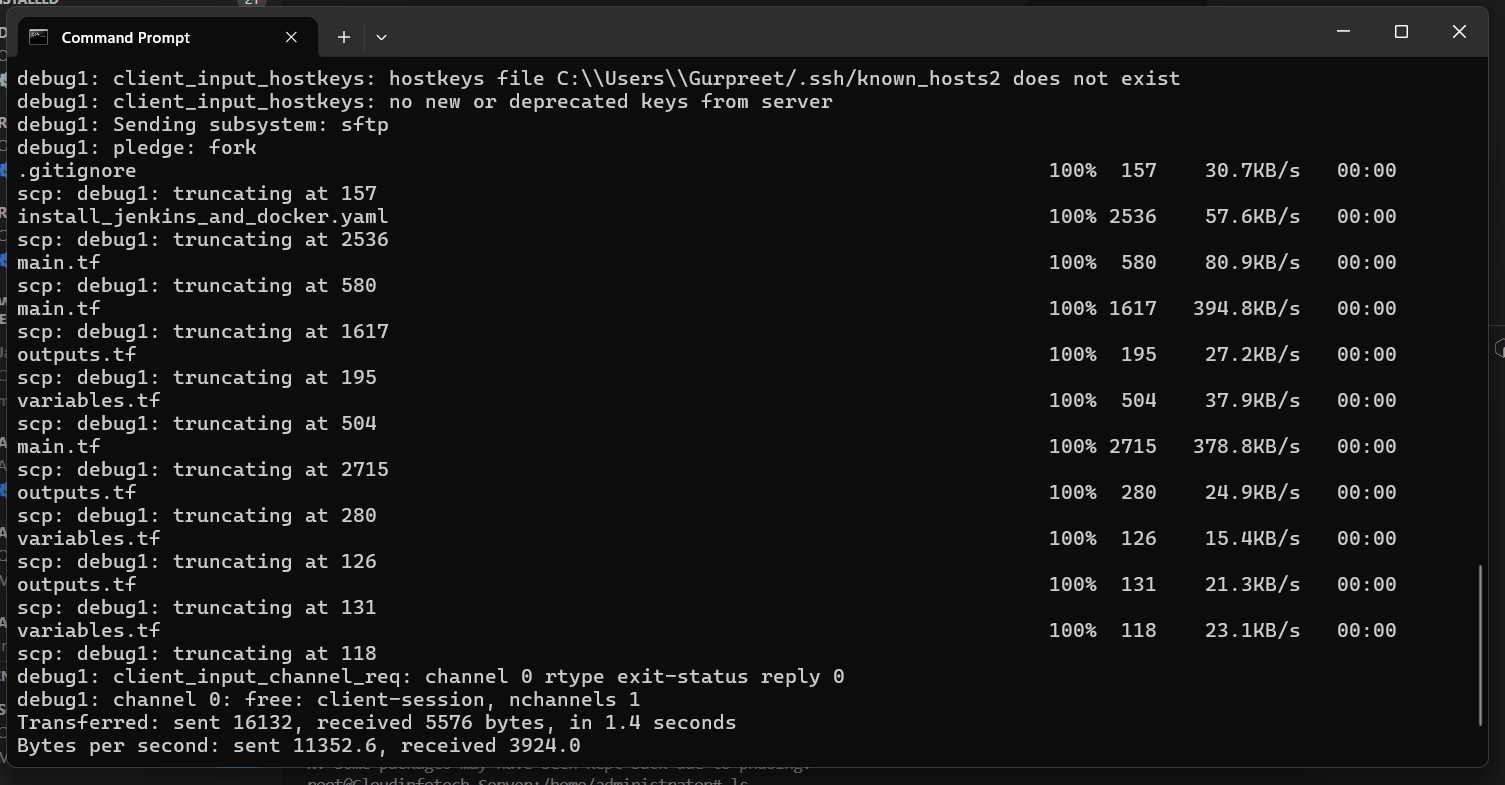 Command Prompt
debug1: client_input_hostkeys: hostkeys file C:\\Users\\Gurpreet/.ssh/known_hosts2 does not exist
debug1: client_input_hostkeys: no new or deprecated keys from server
debug1: Sending subsystem: sftp
debug1: pledge: fork
.gitignore 100% 157 30.7KB/s 00:00
scp: debug1: truncating at 157
install_jenkins_and_docker.yaml 100% 2536 57.6KB/s 00:00
scp: debug1: truncating at 2536
main.tf 100% 580 80.9KB/s 00:00
scp: debug1: truncating at 580
main.tf 100% 1617 394.8KB/s 00:00
scp: debug1: truncating at 1617
outputs.tf 100% 195 27.2KB/s 00:00
scp: debug1: truncating at 195
variables.tf 100% 504 37.9KB/s 00:00
scp: debug1: truncating at 504
main.tf 100% 2715 378.8KB/s 00:00
scp: debug1: truncating at 2715
outputs.tf 100% 280 24.9KB/s 00:00
scp: debug1: truncating at 280
variables.tf 100% 126 15.4KB/s 00:00
scp: debug1: truncating at 126
outputs.tf 100% 131 21.3KB/s 00:00
scp: debug1: truncating at 131
variables.tf 100% 118 23.1KB/s 00:00
scp: debug1: truncating at 118
debug1: client_input_channel_req: channel 0 rtype exit-status reply 0
debug1: channel 0: free: client-session, nchannels 1
Transferred: sent 16132, received 5576 bytes, in 1.4 seconds
Bytes per second: sent 11352.6, received 3924.0